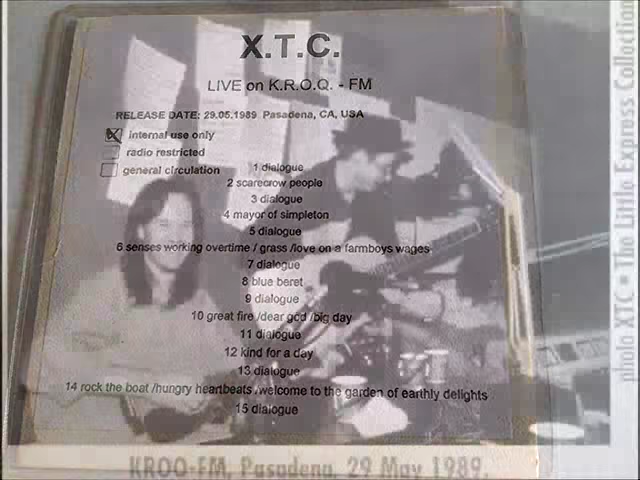 X.T.C.
LIVE on K.R.O.Q. - FM
RELEASE DATE: 29.05.1989 Pasadena, CA, USA
internal use only
radio restricted
general circulation
1 dialogue
2 scarecrow people
3 dialogue
4 mayor of simpleton
5 dialogue
6 senses working overtime / grass /love on a farmboys wages
7 dialogue
8 blue beret
9 dialogue
10 great fire /dear god /big day
11 dialogue
12 kind for a day
13 dialogue
14 rock the boat /hungry heartbeats /welcome to the garden of earthly delights
15 dialogue
KROQ-FM, Pasadena, 29 May 1989.
photo XTC • The Little Express Collection